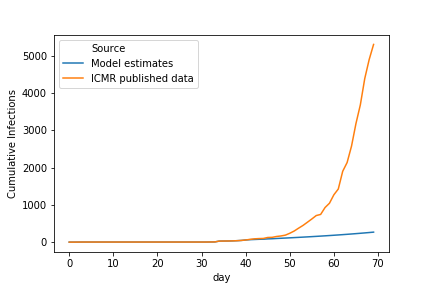 Source
Model estimates
ICMR published data
Cumulative Infections
5000
4000
3000
2000
1000
0
0 10 20 30 40 50 60 70
day